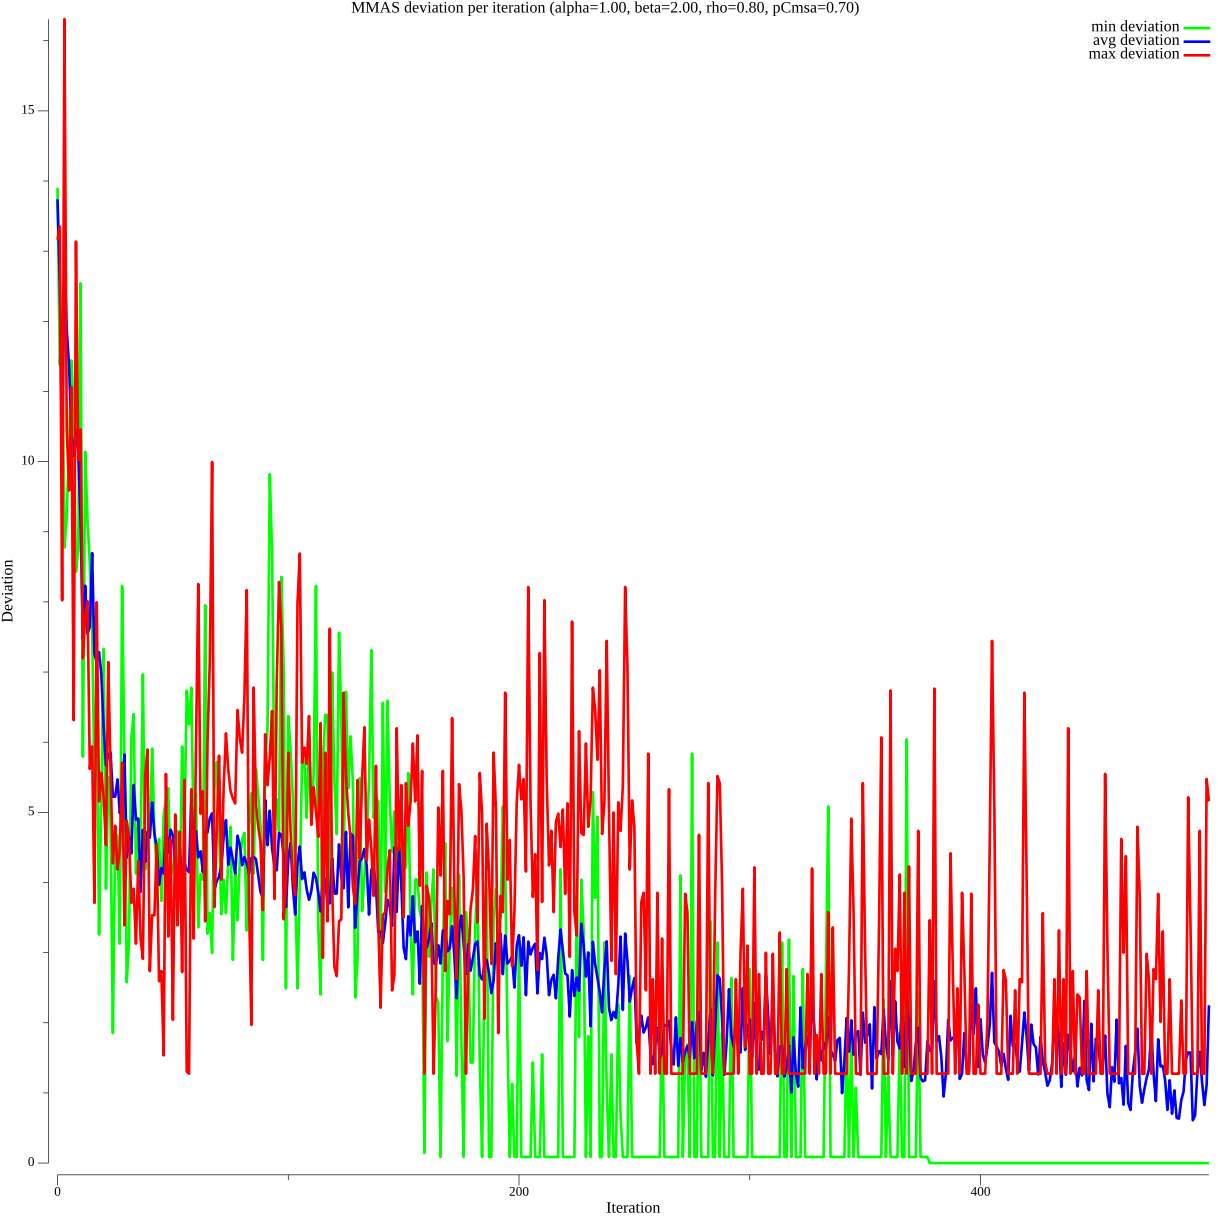 MMAS deviation per iteration (alpha=1.00, beta=2.00, rho=0.80, pCmsa=0.70)
min deviation
avg deviation
max deviation
15
10
5
0
Deviation
0
200
400
Iteration